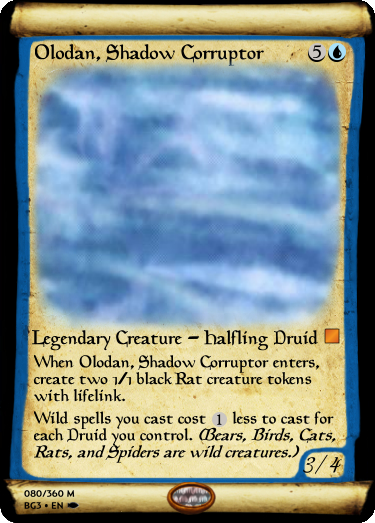 Olodan, Shadow Corruptor 5
Legendary Creature – Halfling Druid
When Olodan, Shadow Corruptor enters,
create two 1/1 black Rat creature tokens
with lifelink.
Wild spells you cast cost 1 less to cast for
each Druid you control. (Bears, Birds, Cats,
Rats, and Spiders are wild creatures.)
3/4
080/360 M
BG3 • EN